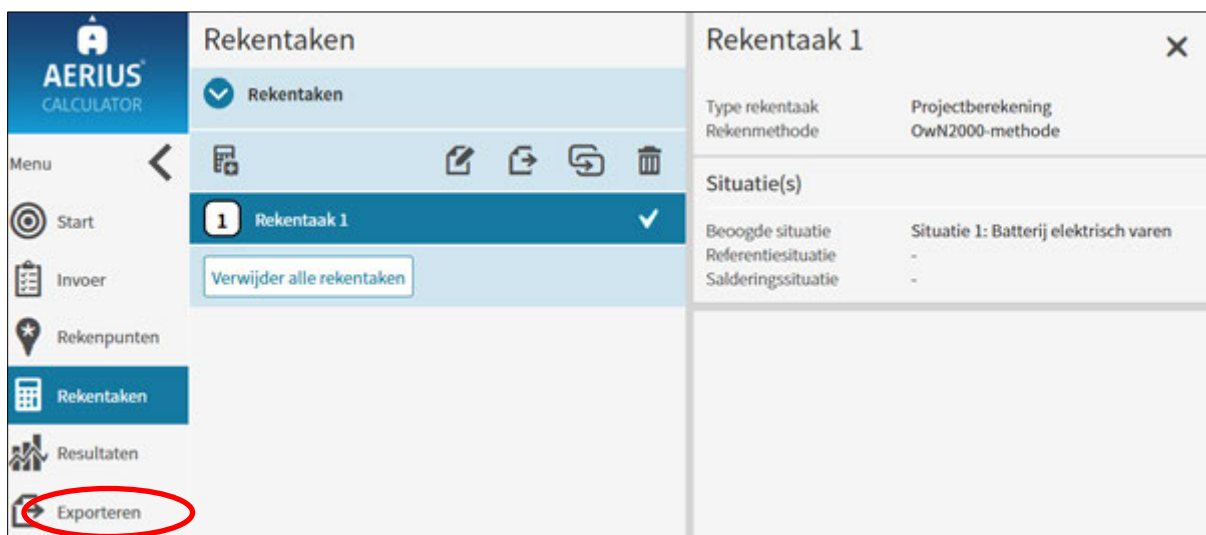 AERIUS®
CALCULATOR
Menu
Start
Invoer
Rekenpunten
Rekentaken
Resultaten
Exporteren
Rekentaken
Rekentaken
1 Rekentaak 1
Verwijder alle rekentaken
Rekentaak 1
Type rekentaak Projectberekening
Rekenmethode OwN2000-methode
Situatie(s)
Beoogde situatie Situatie 1: Batterij elektrisch varen
Referentiesituatie -
Salderingssituatie -